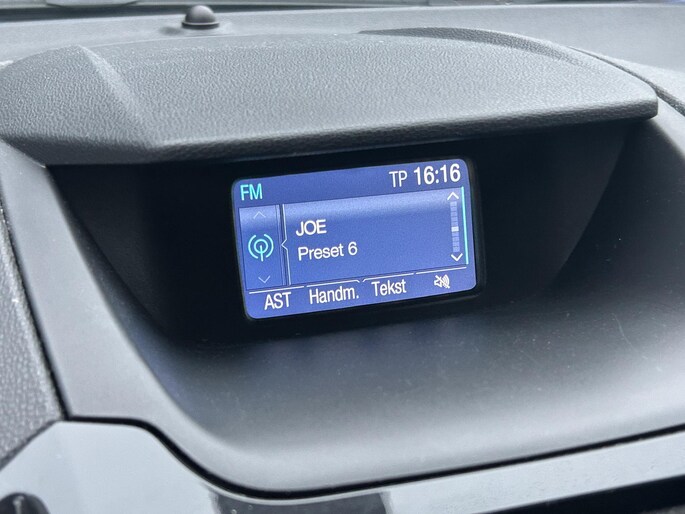 FM TP 16:16
JOE
Preset 6
AST Handm. Tekst